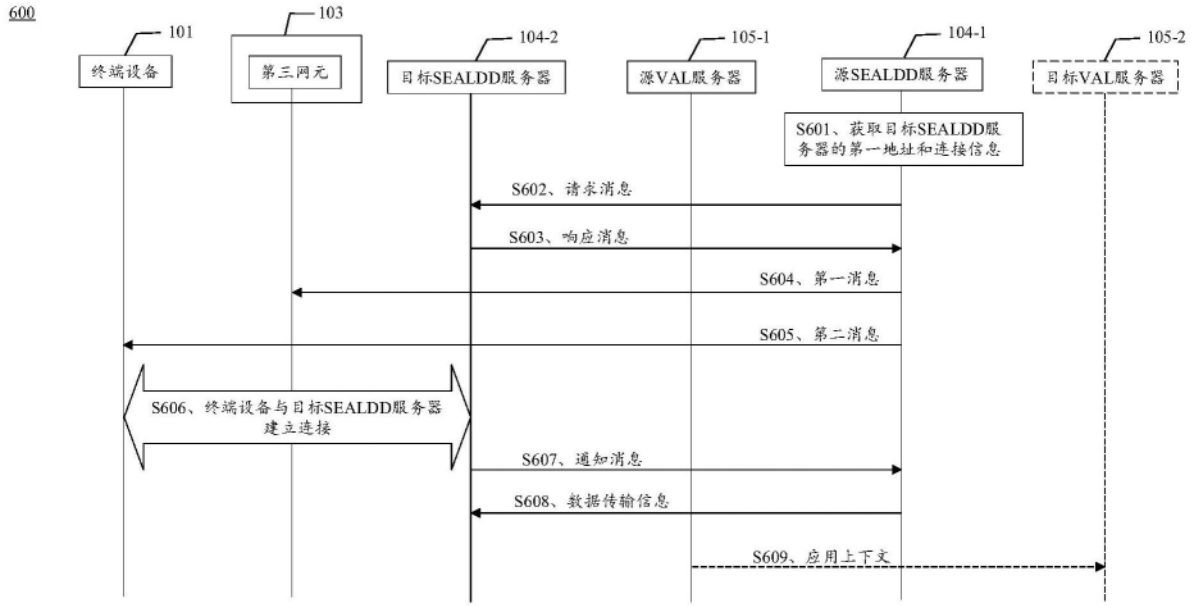 600
101
103
104-2
105-1
104-1
105-2
终端设备
第三网元
目标SEALDD服务器
源VAL服务器
源SEALDD服务器
目标VAL服务器
S601、获取目标SEALDD服
务器的第一地址和连接信息
S602、请求消息
S603、响应消息
S604、第一消息
S605、第二消息
S606、终端设备与目标SEALDD服务器
建立连接
S607、通知消息
S608、数据传输信息
S609、应用上下文